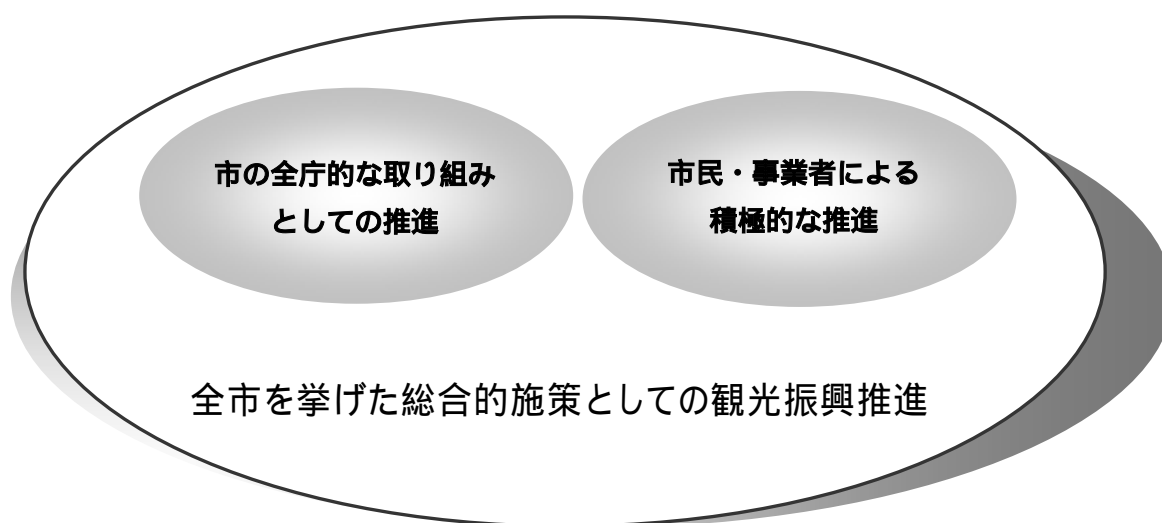 市の全庁的な取り組み
としての推進
市民・事業者による
積極的な推進
全市を挙げた総合的施策としての観光振興推進